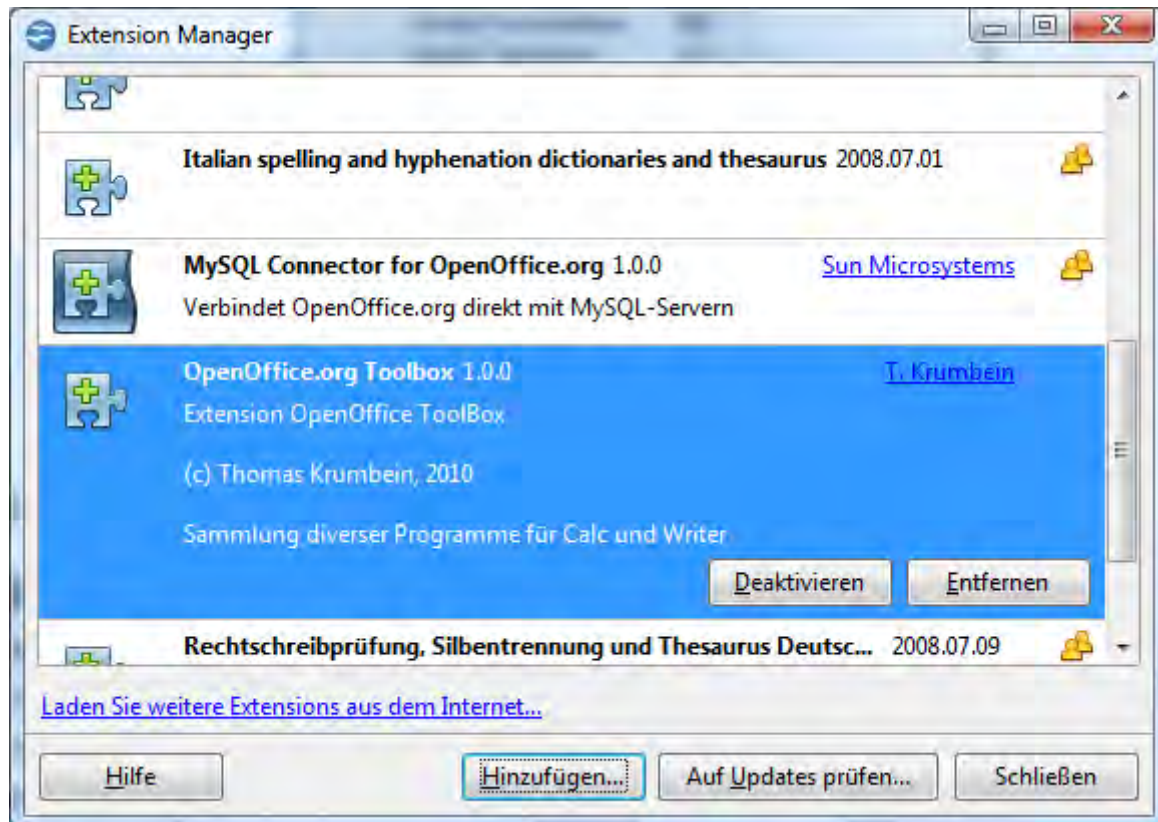 Extension Manager
Italian spelling and hyphenation dictionaries and thesaurus 2008.07.01
MySQL Connector for OpenOffice.org 1.0.0 Sun Microsystems
Verbindet OpenOffice.org direkt mit MySQL-Servern
OpenOffice.org Toolbox 1.0.0 T. Krumbein
Extension OpenOffice ToolBox
(c) Thomas Krumbein, 2010
Sammlung diverser Programme für Calc und Writer
Deaktivieren Entfernen
Rechtschreibprüfung, Silbentrennung und Thesaurus Deutsc... 2008.07.09
Laden Sie weitere Extensions aus dem Internet...
Hilfe Hinzufügen... Auf Updates prüfen... Schließen